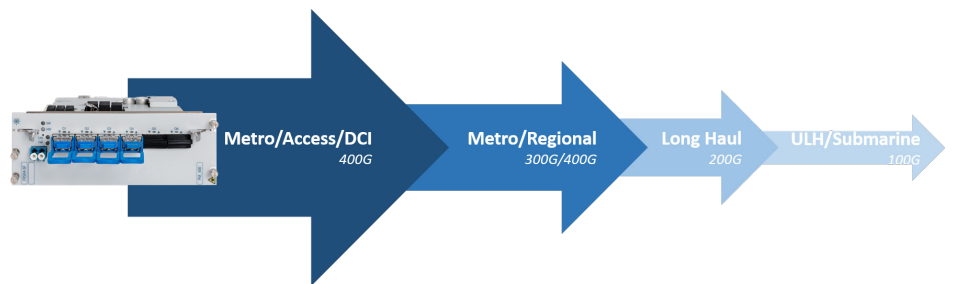 Metro/Access/DCI
400G
Metro/Regional
300G/400G
Long Haul
200G
ULH/Submarine
100G